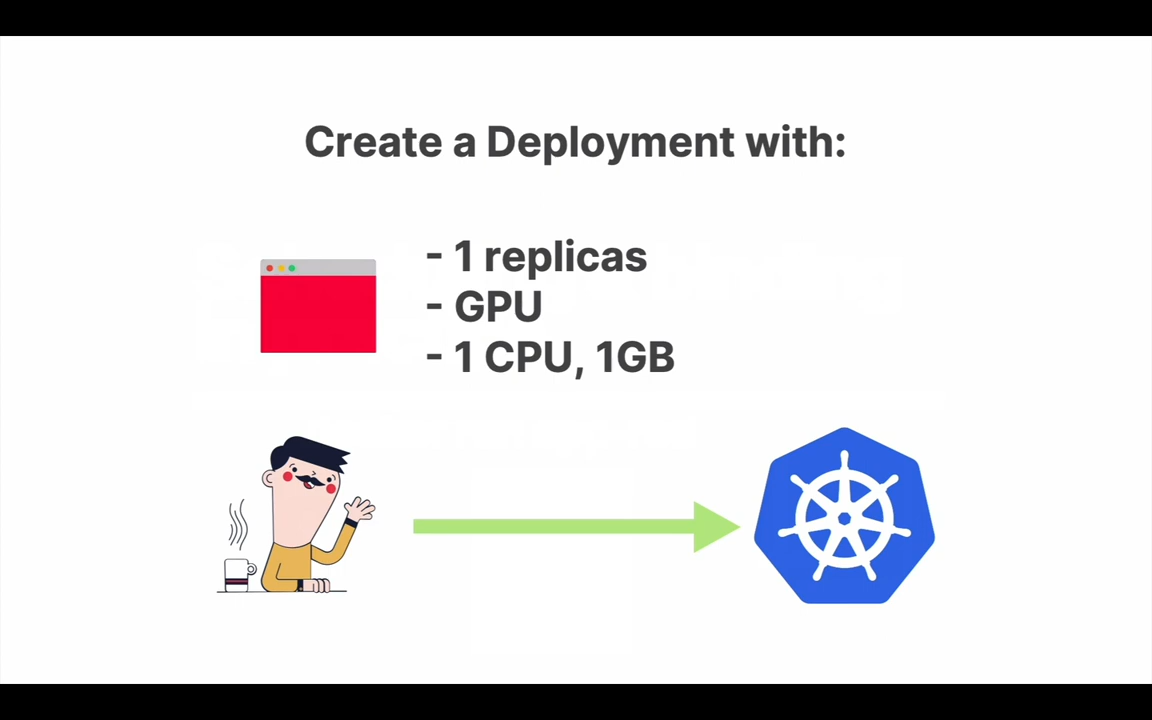 Create a Deployment with:
- 1 replicas
- GPU
- 1 CPU, 1GB